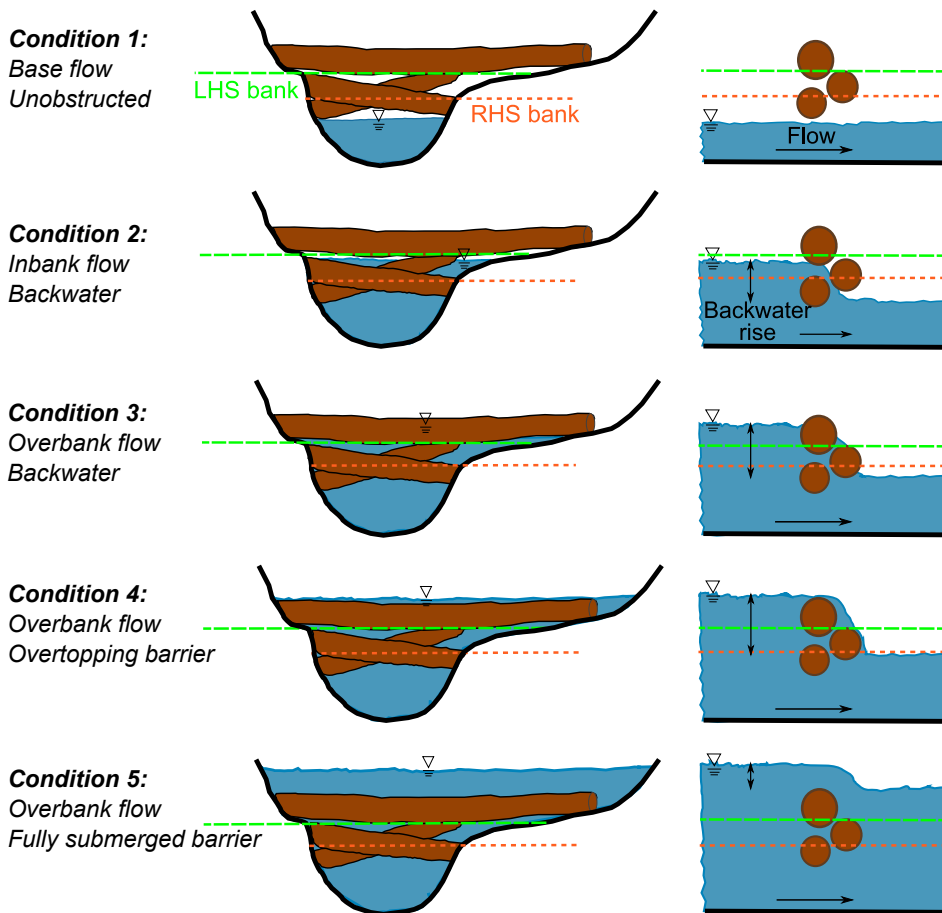 Condition 1:
Base flow
Unobstructed
LHS bank
RHS bank
Flow
Condition 2:
Inbank flow
Backwater
Backwater
rise
Condition 3:
Overbank flow
Backwater
Condition 4:
Overbank flow
Overtopping barrier
Condition 5:
Overbank flow
Fully submerged barrier